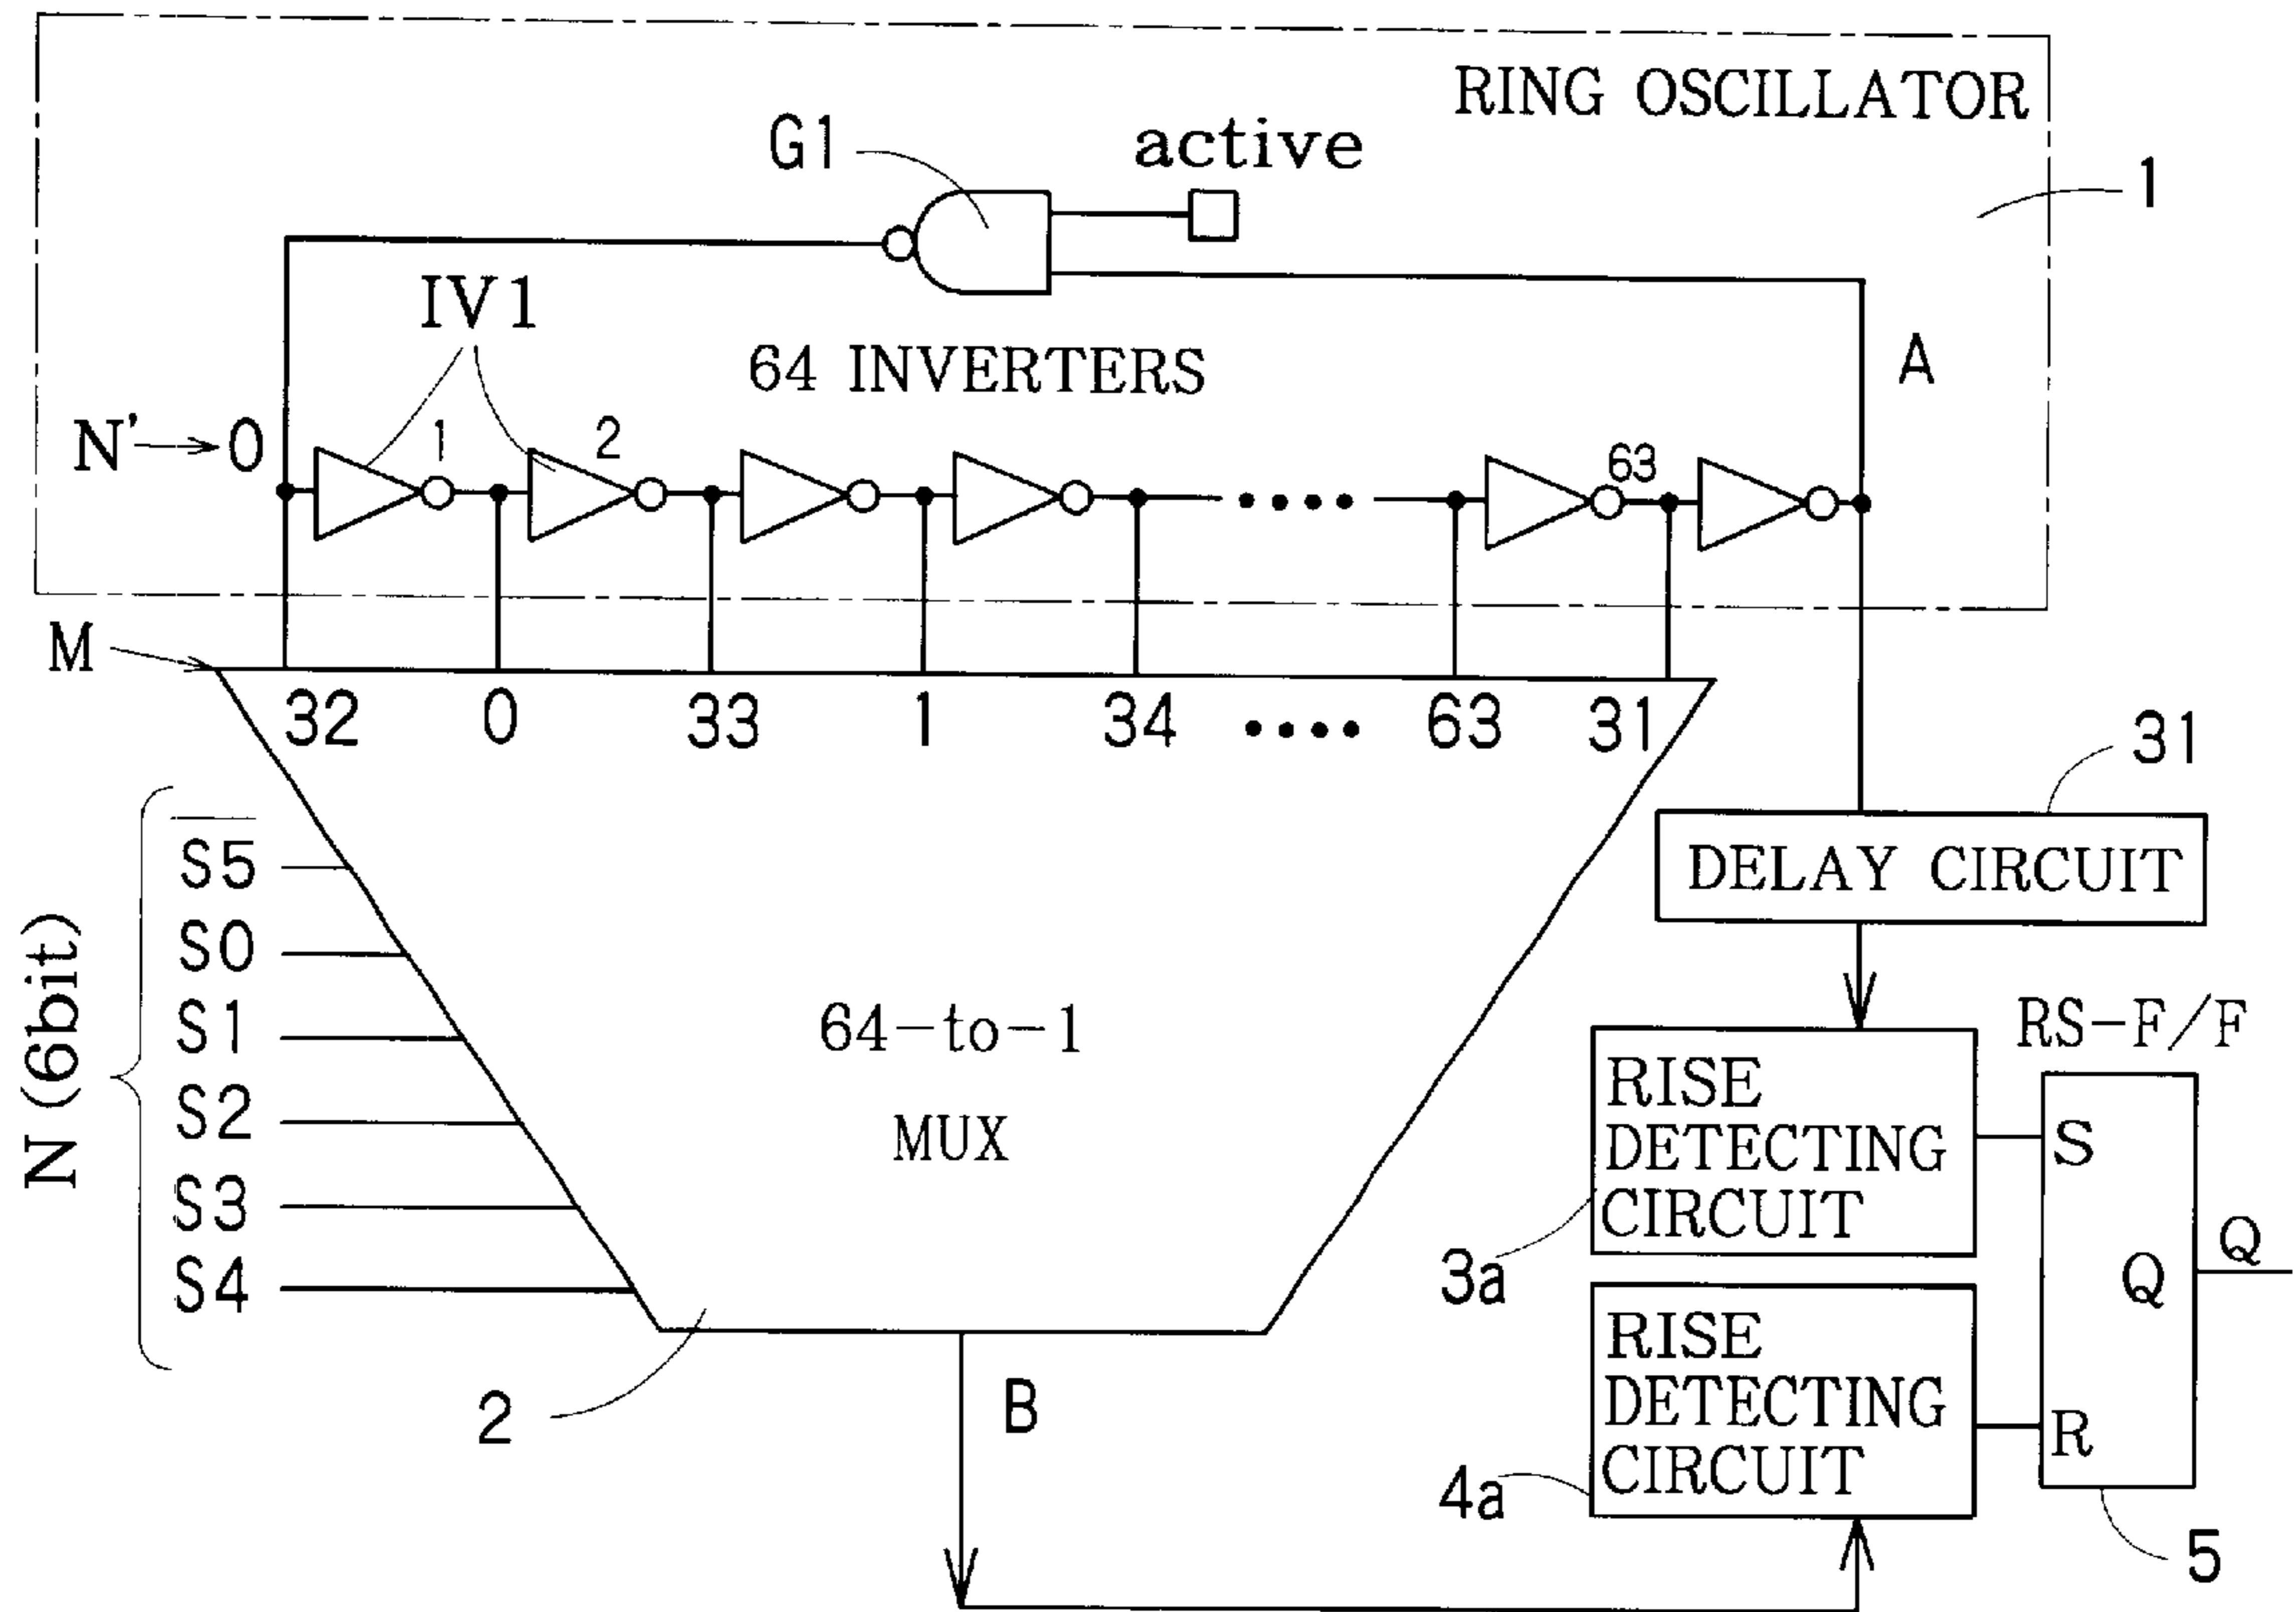 RING OSCILLATOR
G1
active
1
IV1
64 INVERTERS
A
N' 0 1 2 63
M
32 0 33 1 34 •••• 63 31
31
DELAY CIRCUIT
N (6bit)
S̅5̅
S0
S1
S2
S3
S4
64-to-1
MUX
RS-F/F
RISE
DETECTING
CIRCUIT
3a
S
Q
Q
RISE
DETECTING
CIRCUIT
4a
R
2
B
5